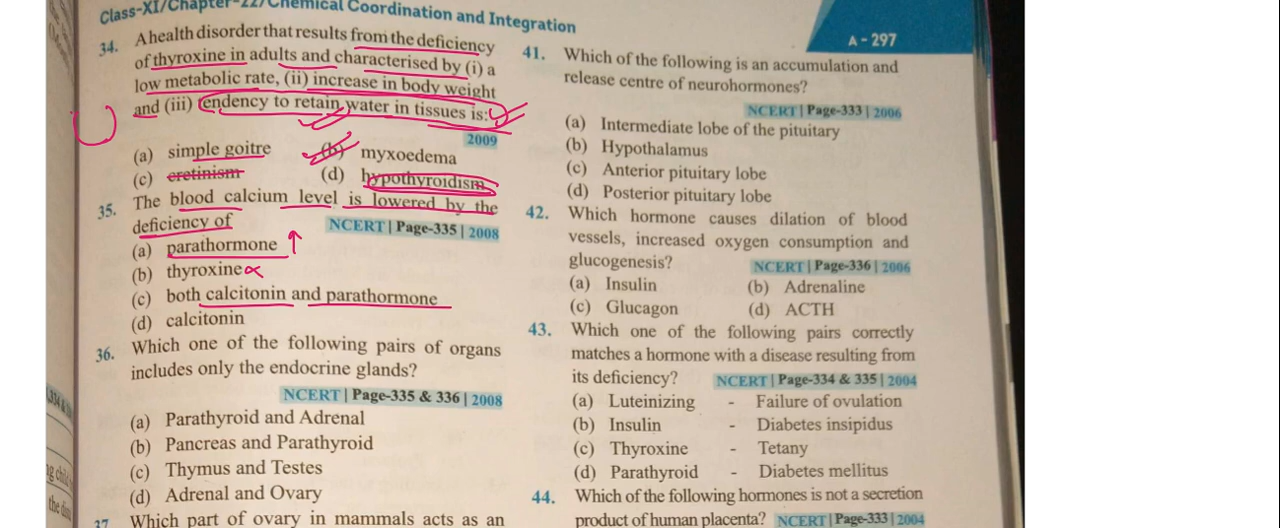 Class-XI/Chapter-22/Chemical Coordination and Integration
A - 297
34. A health disorder that results from the deficiency
of thyroxine in adults and characterised by (i) a
low metabolic rate, (ii) increase in body weight
and (iii) tendency to retain water in tissues is:
2009
(a) simple goitre (b) myxoedema
(c) cretinism (d) hypothyroidism
35. The blood calcium level is lowered by the
deficiency of NCERT | Page-335 | 2008
(a) parathormone
(b) thyroxine
(c) both calcitonin and parathormone
(d) calcitonin
36. Which one of the following pairs of organs
includes only the endocrine glands?
NCERT | Page-335 & 336 | 2008
(a) Parathyroid and Adrenal
(b) Pancreas and Parathyroid
(c) Thymus and Testes
(d) Adrenal and Ovary
37 Which part of ovary in mammals acts as an
41. Which of the following is an accumulation and
release centre of neurohormones?
NCERT | Page-333 | 2006
(a) Intermediate lobe of the pituitary
(b) Hypothalamus
(c) Anterior pituitary lobe
(d) Posterior pituitary lobe
42. Which hormone causes dilation of blood
vessels, increased oxygen consumption and
glucogenesis? NCERT | Page-336 | 2006
(a) Insulin (b) Adrenaline
(c) Glucagon (d) ACTH
43. Which one of the following pairs correctly
matches a hormone with a disease resulting from
its deficiency? NCERT | Page-334 & 335 | 2004
(a) Luteinizing - Failure of ovulation
(b) Insulin - Diabetes insipidus
(c) Thyroxine - Tetany
(d) Parathyroid - Diabetes mellitus
44. Which of the following hormones is not a secretion
product of human placenta? NCERT | Page-333 | 2004